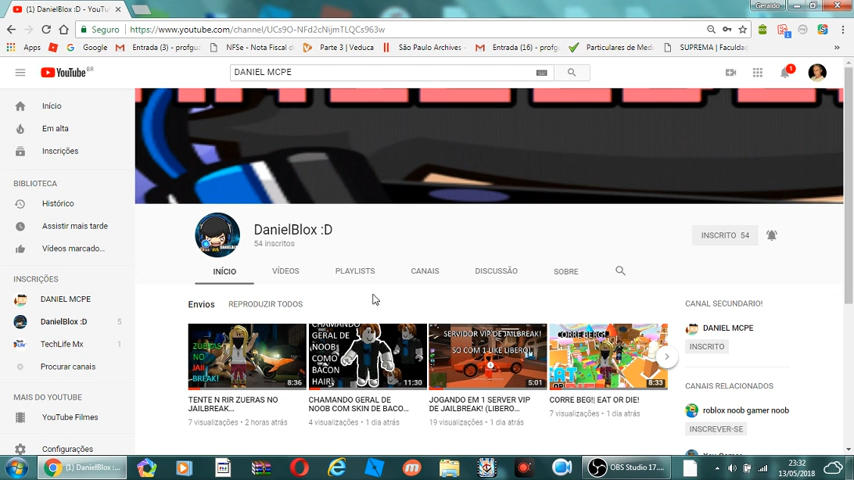 (1) DanielBlox :D
Geraldo
Seguro
https://www.youtube.com/channel/UCs9O-NFd2cNijmTLQCs963w
Apps
Google
Entrada (3) - profgu
NFSe - Nota Fiscal d
Parte 3 | Veduca
São Paulo Archives -
Entrada (16) - profgu
Particulares de Med
SUPREMA | Faculda
YouTube BR
DANIEL MCPE
1
Início
Em alta
Inscrições
BIBLIOTECA
Histórico
Assistir mais tarde
Vídeos marcado...
INSCRIÇÕES
DANIEL MCPE
DanielBlox :D 5
TechLife Mx 1
Procurar canais
MAIS DO YOUTUBE
YouTube Filmes
Configurações
DanielBlox :D
54 inscritos
INSCRITO 54
INÍCIO VÍDEOS PLAYLISTS CANAIS DISCUSSÃO SOBRE
Envios REPRODUZIR TODOS
ZUERAS
NO
JAIL
BREAK!
8:36
CHAMANDO
GERAL DE
NOOB
COMO
BACON
HAIR!
11:30
SERVIDOR VIP DE JAILBREAK!
SO COM 1 LIKE LIBERO!
5:01
CORRE BERG!
EAT
8:33
TENTE N RIR ZUERAS NO
JAILBREAK...
7 visualizações • 2 horas atrás
CHAMANDO GERAL DE
NOOB COM SKIN DE BACO...
4 visualizações • 1 dia atrás
JOGANDO EM 1 SERVER VIP
DE JAILBREAK! (LIBERO...
19 visualizações • 1 dia atrás
CORRE BEG!; EAT OR DIE!
7 visualizações • 1 dia atrás
CANAL SECUNDARIO!
DANIEL MCPE
INSCRITO
CANAIS RELACIONADOS
roblox noob gamer noob
INSCREVER-SE
(1) DanielBlox :D...
OBS Studio 17....
23:32
13/05/2018